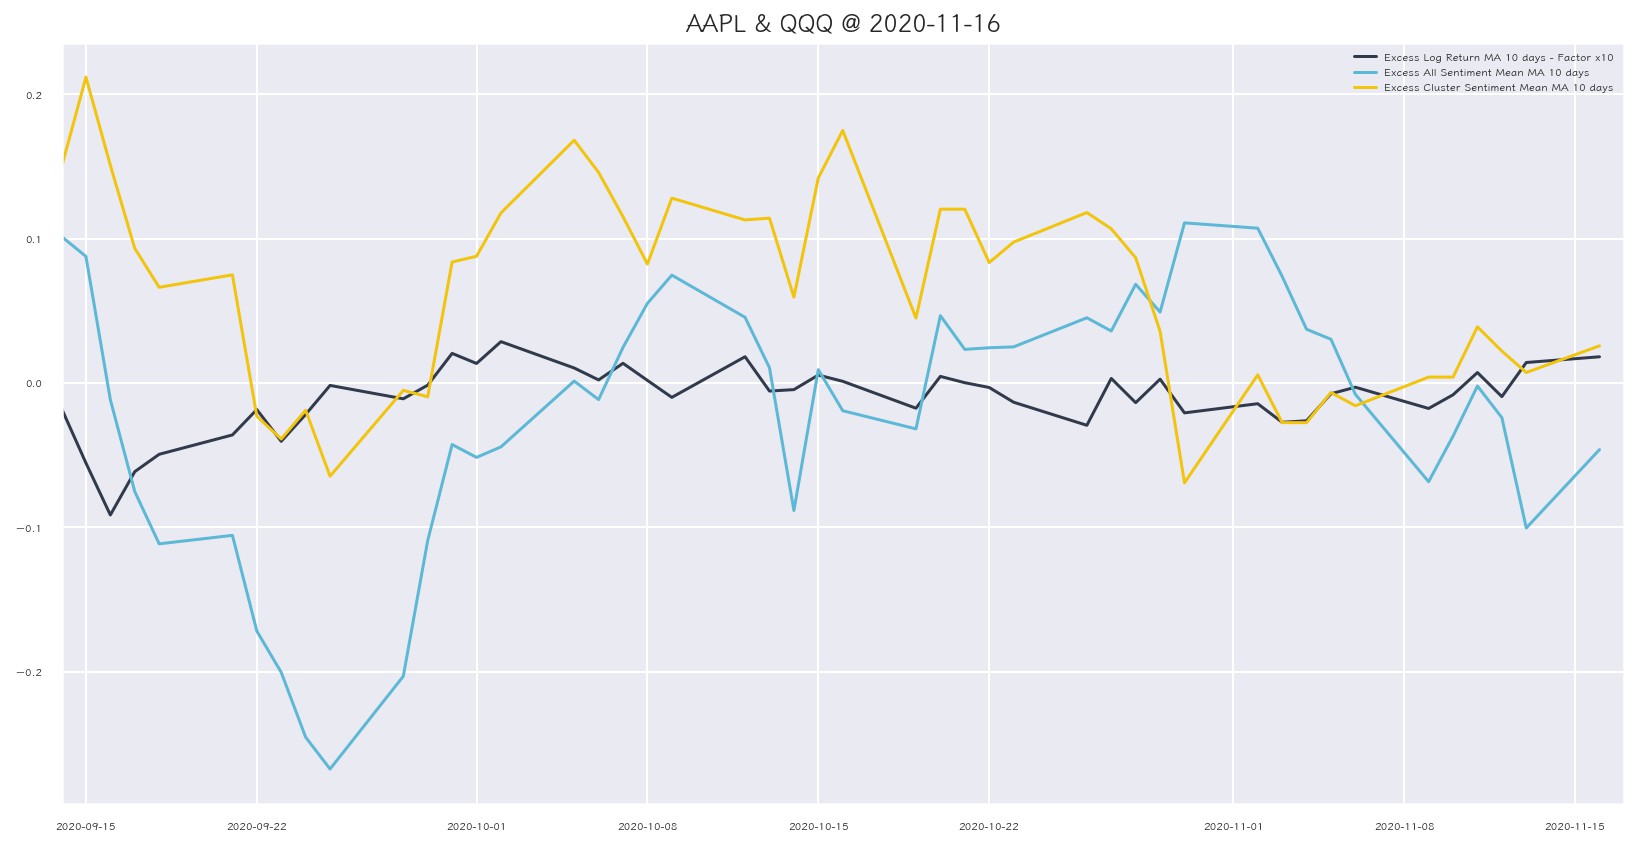 AAPL & QQQ @ 2020-11-16
Excess Log Return MA 10 days - Factor x10
Excess All Sentiment Mean MA 10 days
Excess Cluster Sentiment Mean MA 10 days
0.2
0.1
0.0
−0.1
−0.2
2020-09-15 2020-09-22 2020-10-01 2020-10-08 2020-10-15 2020-10-22 2020-11-01 2020-11-08 2020-11-15